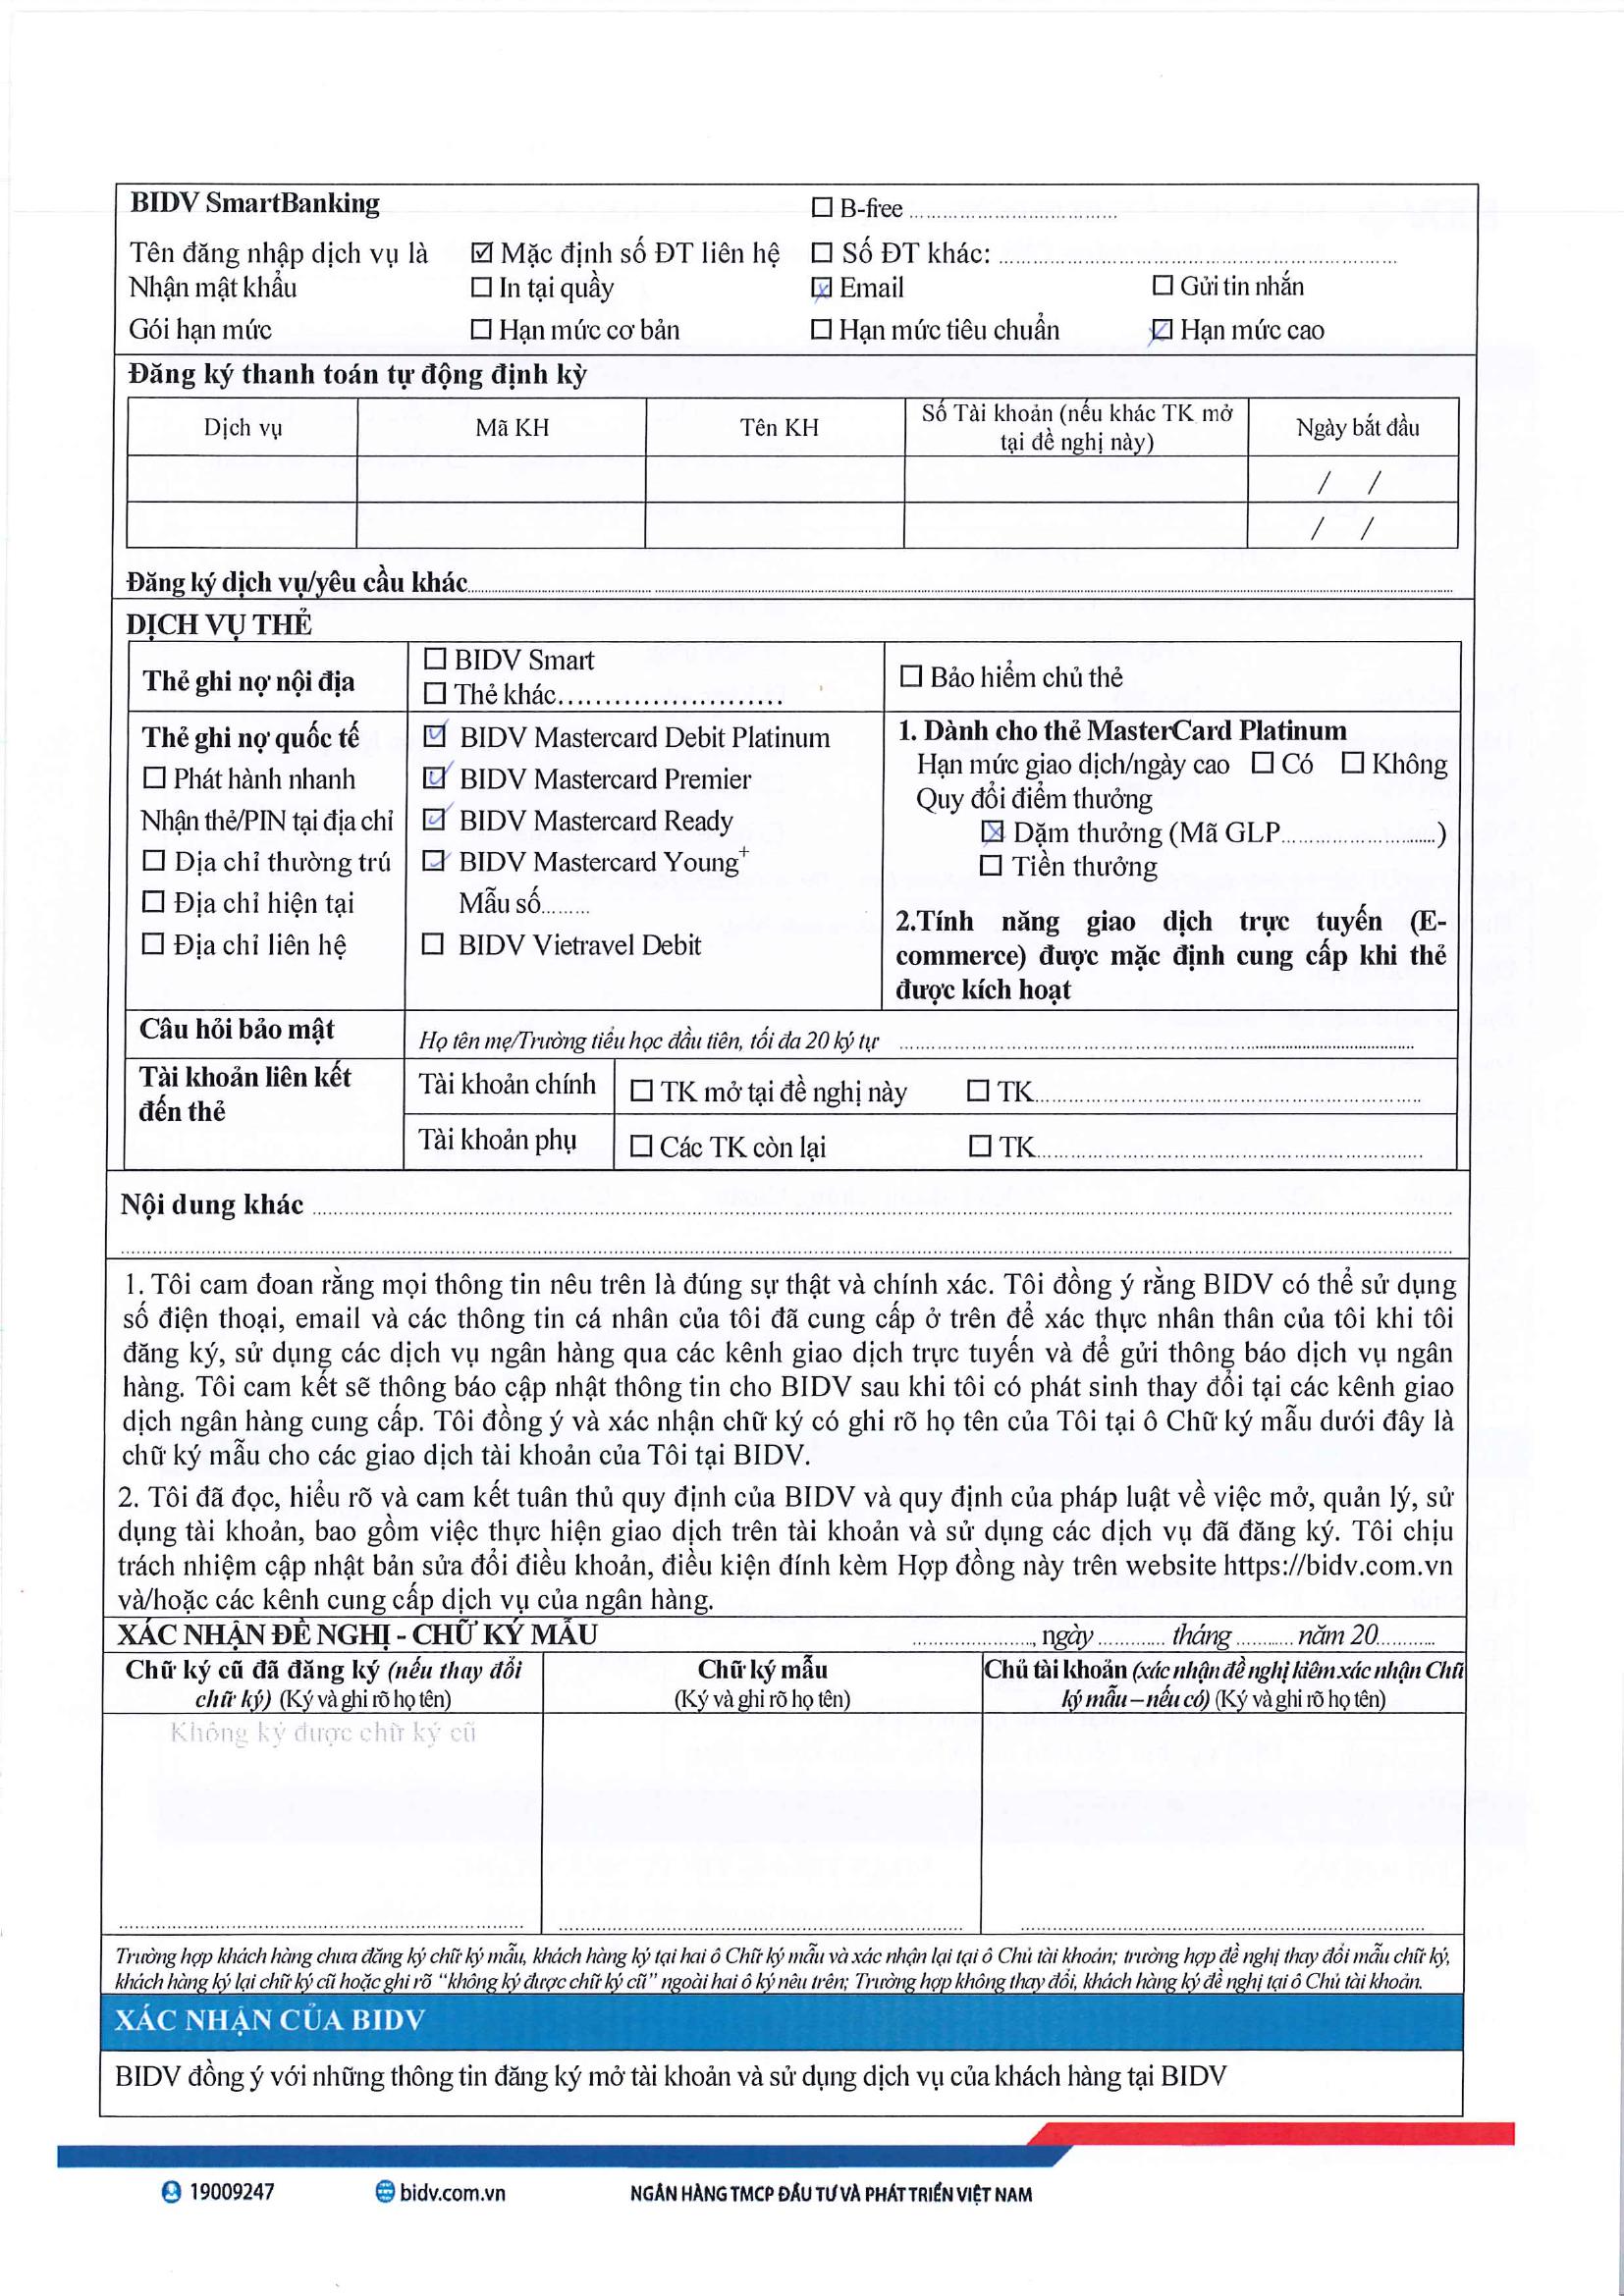 BIDV SmartBanking ☐ B-free ........................
Tên đăng nhập dịch vụ là ☑ Mặc định số ĐT liên hệ ☐ Số ĐT khác: ........................
Nhận mật khẩu ☐ In tại quầy ☒ Email ☐ Gửi tin nhắn
Gói hạn mức ☐ Hạn mức cơ bản ☐ Hạn mức tiêu chuẩn ☑ Hạn mức cao
Đăng ký thanh toán tự động định kỳ
Dịch vụ Mã KH Tên KH Số Tài khoản (nếu khác TK mở tại đề nghị này) Ngày bắt đầu
/ /
/ /
Đăng ký dịch vụ/yêu cầu khác........................
DỊCH VỤ THẺ
Thẻ ghi nợ nội địa
☐ BIDV Smart
☐ Thẻ khác........................
☐ Bảo hiểm chủ thẻ
Thẻ ghi nợ quốc tế
☐ Phát hành nhanh
Nhận thẻ/PIN tại địa chỉ
☐ Địa chỉ thường trú
☐ Địa chỉ hiện tại
☐ Địa chỉ liên hệ
☑ BIDV Mastercard Debit Platinum
☑ BIDV Mastercard Premier
☑ BIDV Mastercard Ready
☑ BIDV Mastercard Young+
Mẫu số.........
☐ BIDV Vietravel Debit
1. Dành cho thẻ MasterCard Platinum
Hạn mức giao dịch/ngày cao ☐ Có ☐ Không
Quy đổi điểm thưởng
☒ Dặm thưởng (Mã GLP........................)
☐ Tiền thưởng
2.Tính năng giao dịch trực tuyến (E-
commerce) được mặc định cung cấp khi thẻ
được kích hoạt
Câu hỏi bảo mật Họ tên mẹ/Trường tiểu học đầu tiên, tối đa 20 ký tự ........................
Tài khoản liên kết
đến thẻ
Tài khoản chính ☐ TK mở tại đề nghị này ☐ TK........................
Tài khoản phụ ☐ Các TK còn lại ☐ TK........................
Nội dung khác ........................
1. Tôi cam đoan rằng mọi thông tin nêu trên là đúng sự thật và chính xác. Tôi đồng ý rằng BIDV có thể sử dụng
số điện thoại, email và các thông tin cá nhân của tôi đã cung cấp ở trên để xác thực nhân thân của tôi khi tôi
đăng ký, sử dụng các dịch vụ ngân hàng qua các kênh giao dịch trực tuyến và để gửi thông báo dịch vụ ngân
hàng. Tôi cam kết sẽ thông báo cập nhật thông tin cho BIDV sau khi tôi có phát sinh thay đổi tại các kênh giao
dịch ngân hàng cung cấp. Tôi đồng ý và xác nhận chữ ký có ghi rõ họ tên của Tôi tại ô Chữ ký mẫu dưới đây là
chữ ký mẫu cho các giao dịch tài khoản của Tôi tại BIDV.
2. Tôi đã đọc, hiểu rõ và cam kết tuân thủ quy định của BIDV và quy định của pháp luật về việc mở, quản lý, sử
dụng tài khoản, bao gồm việc thực hiện giao dịch trên tài khoản và sử dụng các dịch vụ đã đăng ký. Tôi chịu
trách nhiệm cập nhật bản sửa đổi điều khoản, điều kiện đính kèm Hợp đồng này trên website https://bidv.com.vn
và/hoặc các kênh cung cấp dịch vụ của ngân hàng.
XÁC NHẬN ĐỀ NGHỊ - CHỮ KÝ MẪU ...................., ngày ............ tháng .......... năm 20..........
Chữ ký cũ đã đăng ký (nếu thay đổi
chữ ký) (Ký và ghi rõ họ tên)
Chữ ký mẫu
(Ký và ghi rõ họ tên)
Chủ tài khoản (xác nhận đề nghị kiêm xác nhận Chữ
ký mẫu – nếu có) (Ký và ghi rõ họ tên)
Không ký được chữ ký cũ
Trường hợp khách hàng chưa đăng ký chữ ký mẫu, khách hàng ký tại hai ô Chữ ký mẫu và xác nhận lại tại ô Chủ tài khoản; trường hợp đề nghị thay đổi mẫu chữ ký,
khách hàng ký lại chữ ký cũ hoặc ghi rõ “không ký được chữ ký cũ” ngoài hai ô ký nêu trên; Trường hợp không thay đổi, khách hàng ký đề nghị tại ô Chủ tài khoản.
XÁC NHẬN CỦA BIDV
BIDV đồng ý với những thông tin đăng ký mở tài khoản và sử dụng dịch vụ của khách hàng tại BIDV
19009247 bidv.com.vn NGÂN HÀNG TMCP ĐẦU TƯ VÀ PHÁT TRIỂN VIỆT NAM